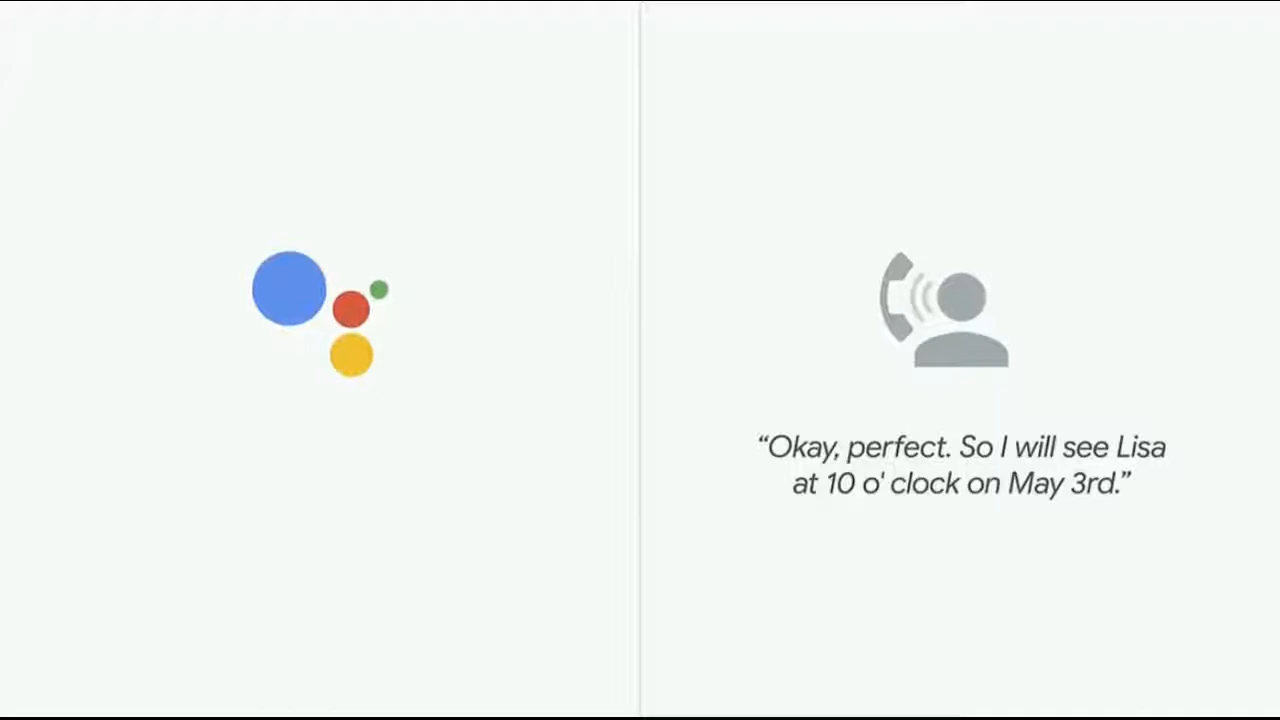 “Okay, perfect. So I will see Lisa
at 10 o' clock on May 3rd.”